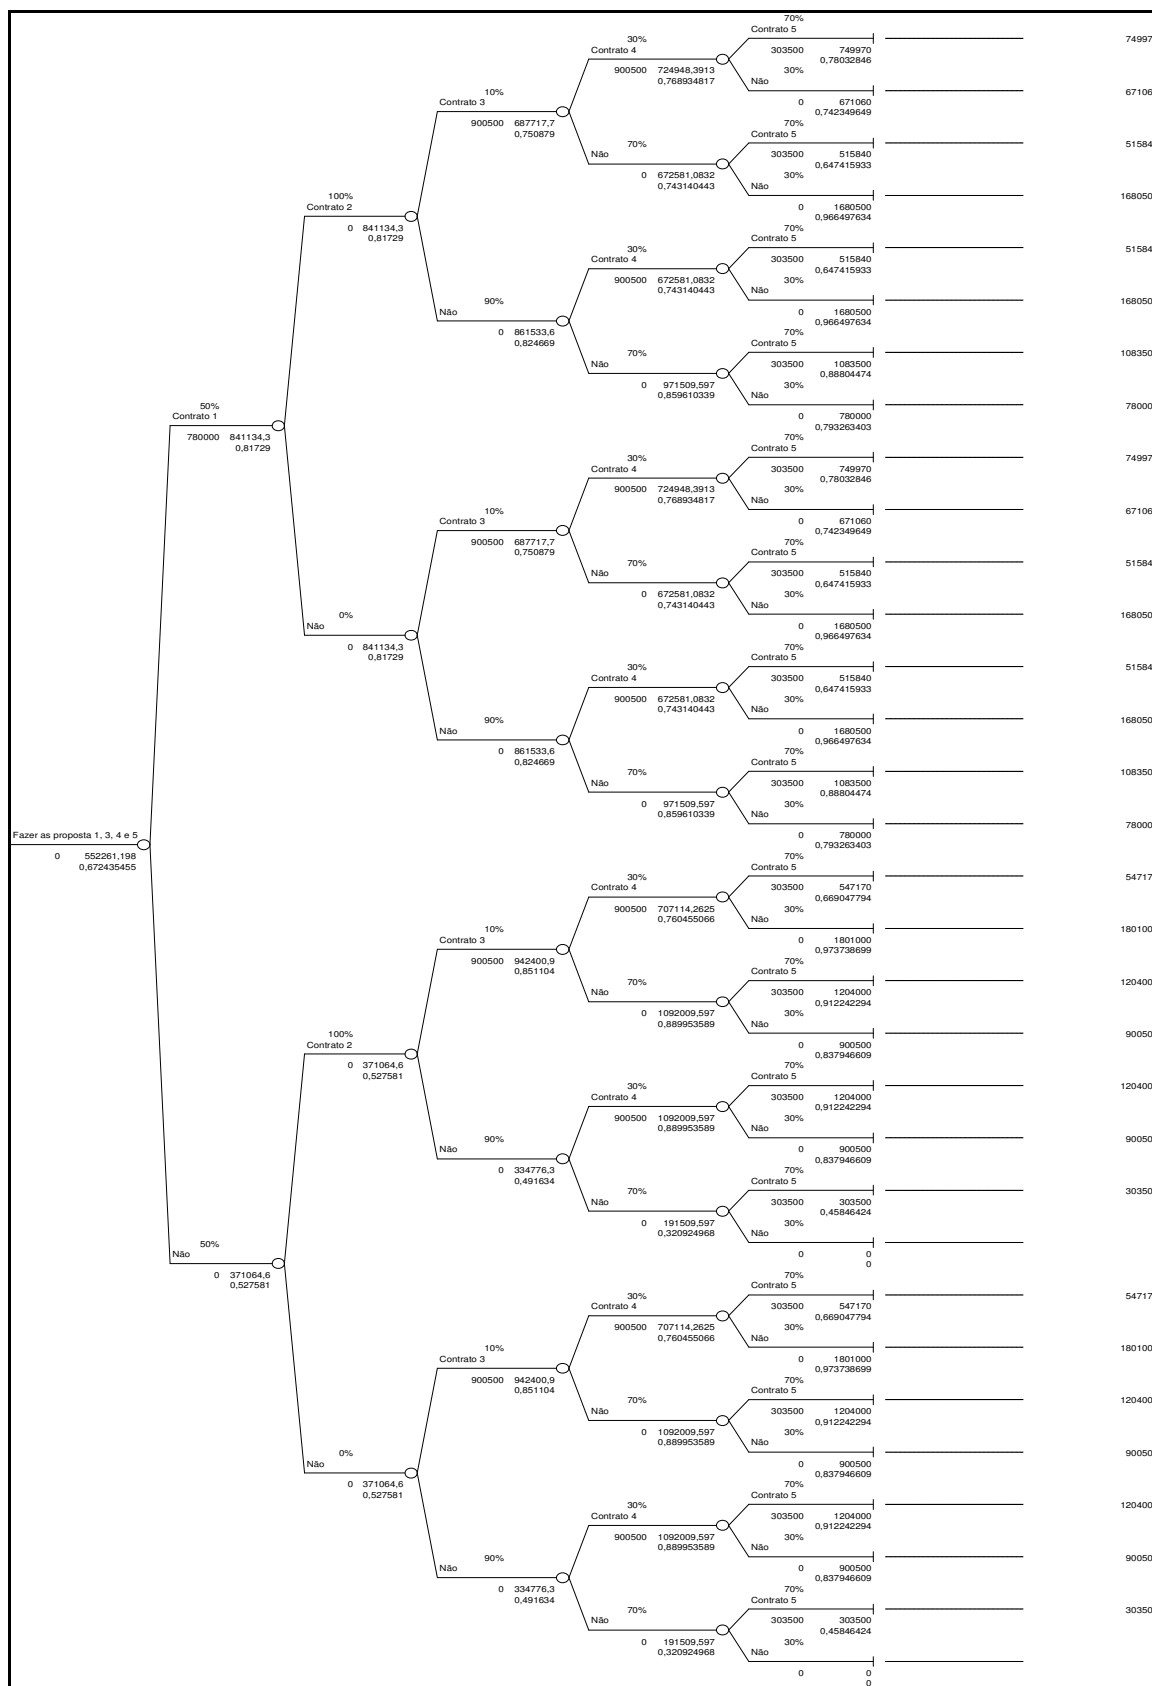 70%
Contrato 5
30%
303500 749970 74997
Contrato 4
0,78032846
900500 724948,3913 30%
0,768934817 Não
10%
0 671060 67106
Contrato 3
0,742349649
900500 687717,7 70%
0,750879 Contrato 5
70%
303500 515840 51584
Não
0,647415933
0 672581,0832 30%
0,743140443 Não
100%
0 1680500 168050
Contrato 2
0,966497634
0 841134,3 70%
0,81729 Contrato 5
30%
303500 515840 51584
Contrato 4
0,647415933
900500 672581,0832 30%
0,743140443 Não
90%
0 1680500 168050
Não
0,966497634
0 861533,6 70%
0,824669 Contrato 5
70%
303500 1083500 108350
Não
0,88804474
0 971509,597 30%
0,859610339 Não
50%
0 780000 78000
Contrato 1
0,793263403
780000 841134,3 70%
0,81729 Contrato 5
30%
303500 749970 74997
Contrato 4
0,78032846
900500 724948,3913 30%
0,768934817 Não
10%
0 671060 67106
Contrato 3
0,742349649
900500 687717,7 70%
0,750879 Contrato 5
70%
303500 515840 51584
Não
0,647415933
0 672581,0832 30%
0,743140443 Não
0%
0 1680500 168050
Não
0,966497634
0 841134,3 70%
0,81729 Contrato 5
30%
303500 515840 51584
Contrato 4
0,647415933
900500 672581,0832 30%
0,743140443 Não
90%
0 1680500 168050
Não
0,966497634
0 861533,6 70%
0,824669 Contrato 5
70%
303500 1083500 108350
Não
0,88804474
0 971509,597 30%
0,859610339 Não
0 780000 78000
Fazer as proposta 1, 3, 4 e 5
0,793263403
0 552261,198 70%
0,672435455 Contrato 5
30%
303500 547170 54717
Contrato 4
0,669047794
900500 707114,2625 30%
0,760455066 Não
10%
0 1801000 180100
Contrato 3
0,973738699
900500 942400,9 70%
0,851104 Contrato 5
70%
303500 1204000 120400
Não
0,912242294
0 1092009,597 30%
0,889953589 Não
100%
0 900500 90050
Contrato 2
0,837946609
0 371064,6 70%
0,527581 Contrato 5
30%
303500 1204000 120400
Contrato 4
0,912242294
900500 1092009,597 30%
0,889953589 Não
90%
0 900500 90050
Não
0,837946609
0 334776,3 70%
0,491634 Contrato 5
70%
303500 303500 30350
Não
0,45846424
0 191509,597 30%
0,320924968 Não
50%
0 0
Não
0
0 371064,6 70%
0,527581 Contrato 5
30%
303500 547170 54717
Contrato 4
0,669047794
900500 707114,2625 30%
0,760455066 Não
10%
0 1801000 180100
Contrato 3
0,973738699
900500 942400,9 70%
0,851104 Contrato 5
70%
303500 1204000 120400
Não
0,912242294
0 1092009,597 30%
0,889953589 Não
0%
0 900500 90050
Não
0,837946609
0 371064,6 70%
0,527581 Contrato 5
30%
303500 1204000 120400
Contrato 4
0,912242294
900500 1092009,597 30%
0,889953589 Não
90%
0 900500 90050
Não
0,837946609
0 334776,3 70%
0,491634 Contrato 5
70%
303500 303500 30350
Não
0,45846424
0 191509,597 30%
0,320924968 Não
0 0
0